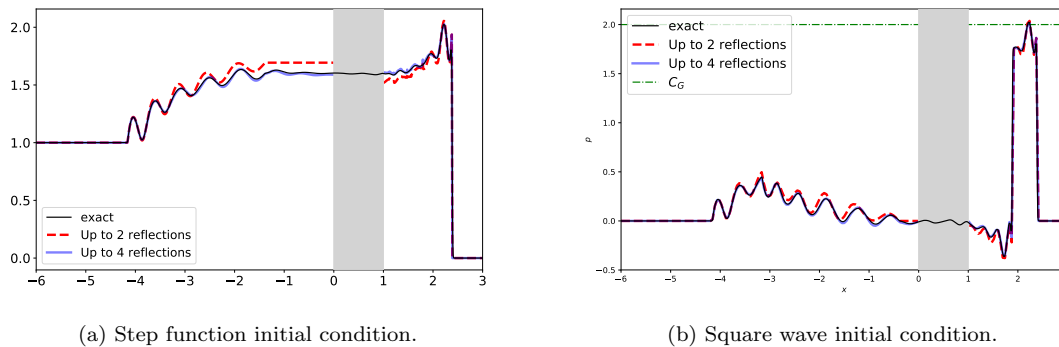 2.0
1.5
1.0
0.5
0.0
exact
Up to 2 reflections
Up to 4 reflections
−6 −5 −4 −3 −2 −1 0 1 2 3
(a) Step function initial condition.
2.0
1.5
1.0
0.5
0.0
−0.5
ρ
exact
Up to 2 reflections
Up to 4 reflections
C_G
−6 −5 −4 −3 −2 −1 0 1 2 3
x
(b) Square wave initial condition.